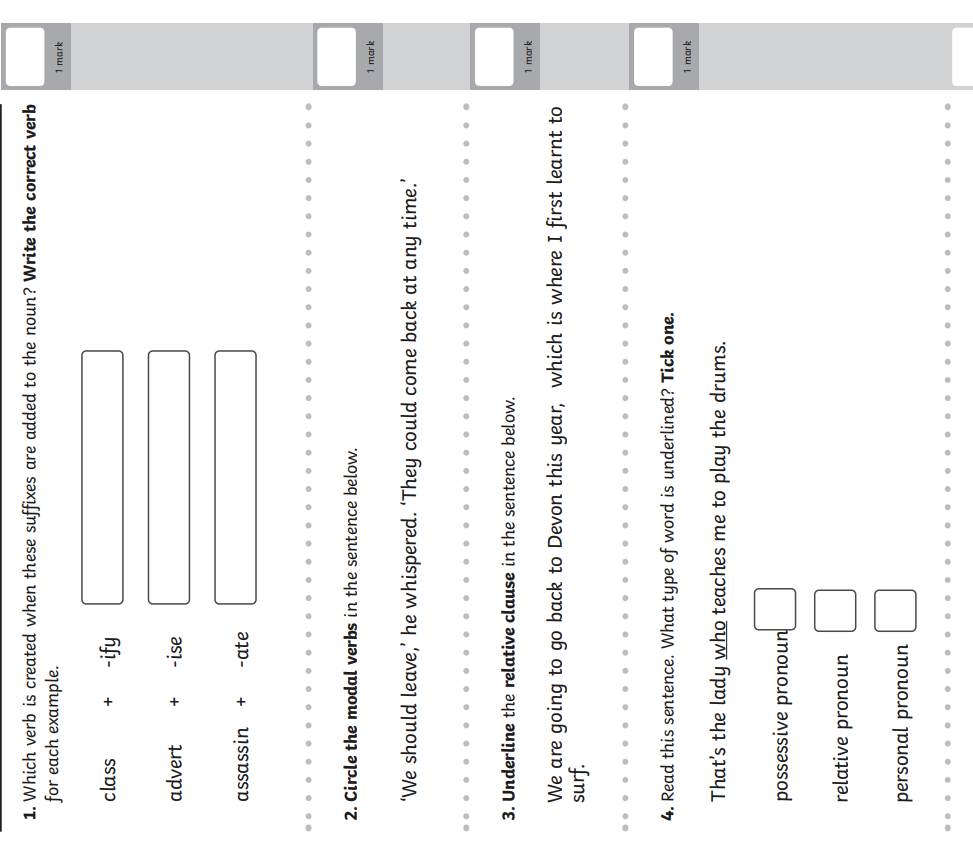 1. Which verb is created when these suffixes are added to the noun? Write the correct verb
for each example.
1 mark
class + -ify
advert + -ise
assassin + -ate
2. Circle the modal verbs in the sentence below.
1 mark
‘We should leave,’ he whispered. ‘They could come back at any time.’
3. Underline the relative clause in the sentence below.
1 mark
We are going to go back to Devon this year, which is where I first learnt to
surf.
4. Read this sentence. What type of word is underlined? Tick one.
1 mark
That’s the lady who teaches me to play the drums.
possessive pronoun
relative pronoun
personal pronoun